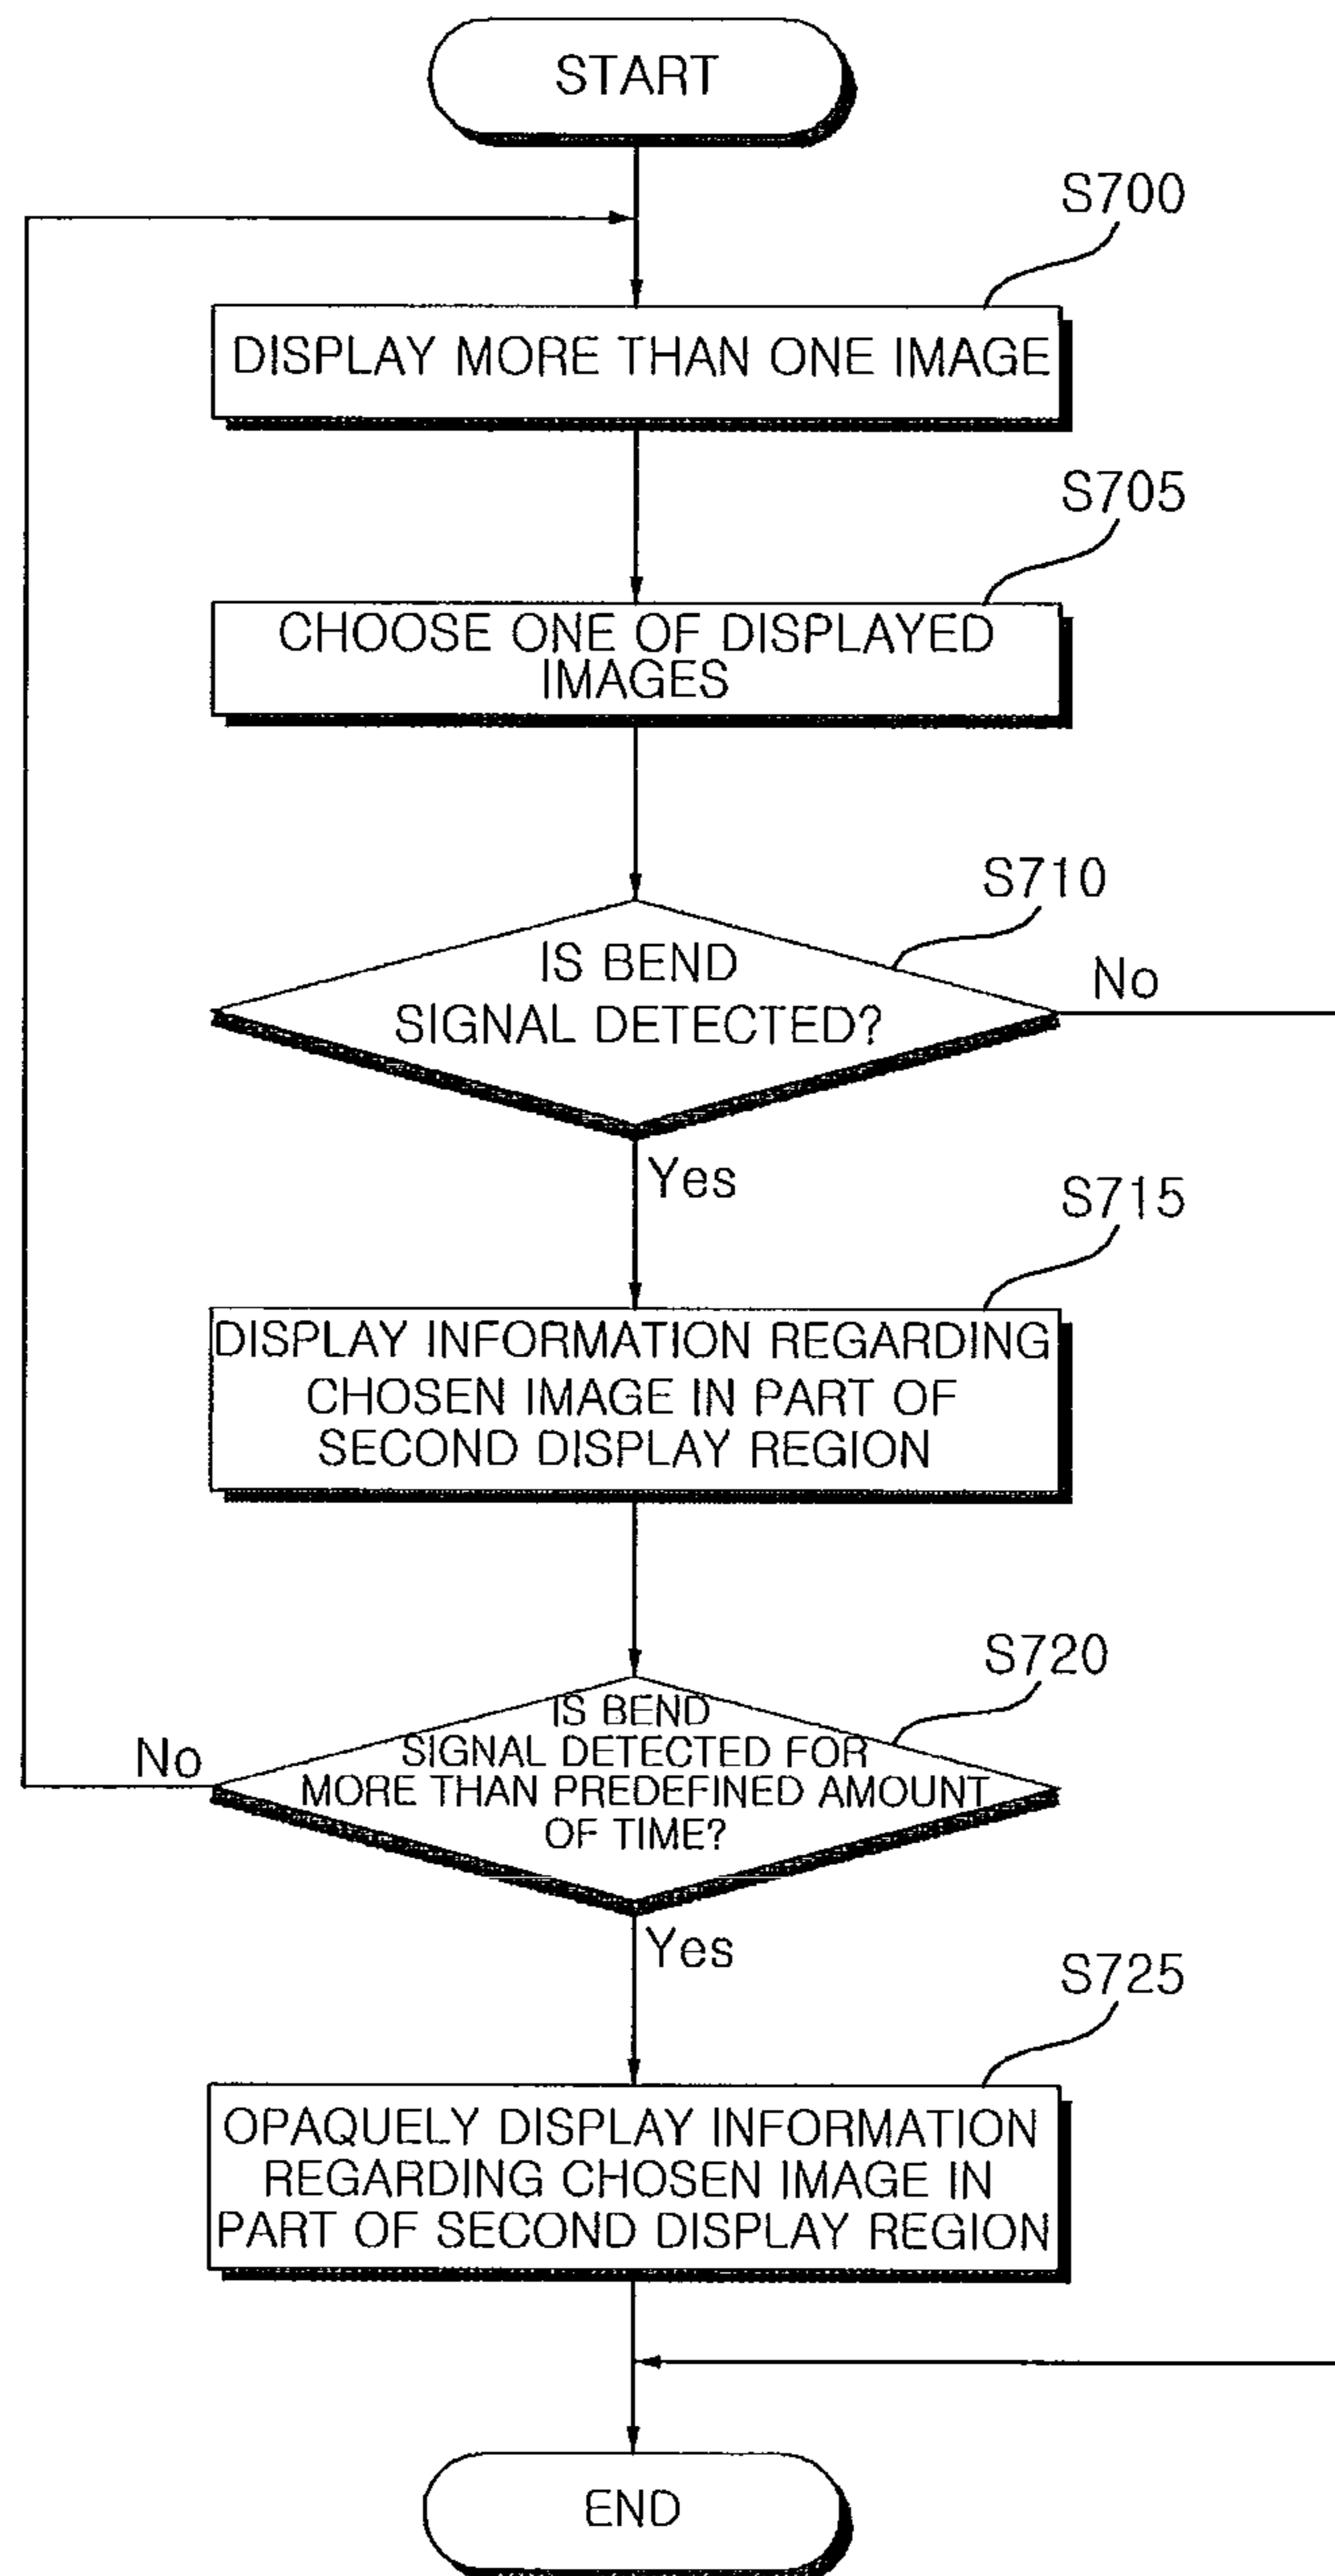 START
S700
DISPLAY MORE THAN ONE IMAGE
S705
CHOOSE ONE OF DISPLAYED
IMAGES
S710
IS BEND
SIGNAL DETECTED?
No
Yes
S715
DISPLAY INFORMATION REGARDING
CHOSEN IMAGE IN PART OF
SECOND DISPLAY REGION
S720
IS BEND
SIGNAL DETECTED FOR
MORE THAN PREDEFINED AMOUNT
OF TIME?
No
Yes
S725
OPAQUELY DISPLAY INFORMATION
REGARDING CHOSEN IMAGE IN
PART OF SECOND DISPLAY REGION
END